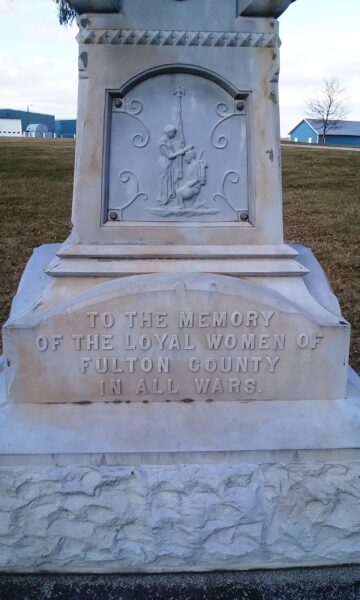 TO THE MEMORY
OF THE LOYAL WOMEN OF
FULTON COUNTY
IN ALL WARS.